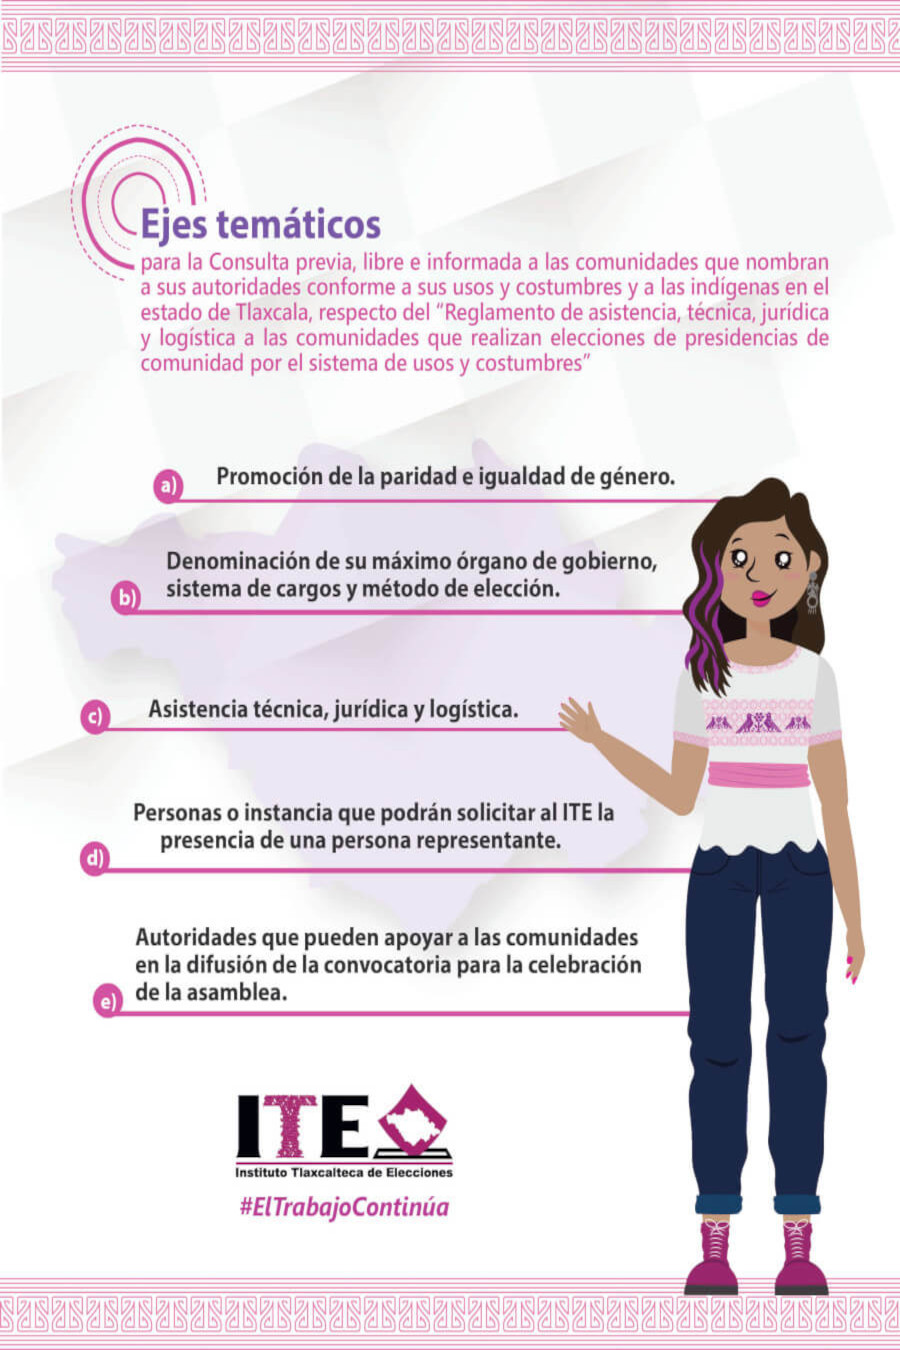 Ejes temáticos
para la Consulta previa, libre e informada a las comunidades que nombran
a sus autoridades conforme a sus usos y costumbres y a las indígenas en el
estado de Tlaxcala, respecto del “Reglamento de asistencia, técnica, jurídica
y logística a las comunidades que realizan elecciones de presidencias de
comunidad por el sistema de usos y costumbres”
a) Promoción de la paridad e igualdad de género.
Denominación de su máximo órgano de gobierno,
b) sistema de cargos y método de elección.
c) Asistencia técnica, jurídica y logística.
Personas o instancia que podrán solicitar al ITE la
presencia de una persona representante.
d)
Autoridades que pueden apoyar a las comunidades
en la difusión de la convocatoria para la celebración
e) de la asamblea.
ITE
Instituto Tlaxcalteca de Elecciones
#ElTrabajoContinúa